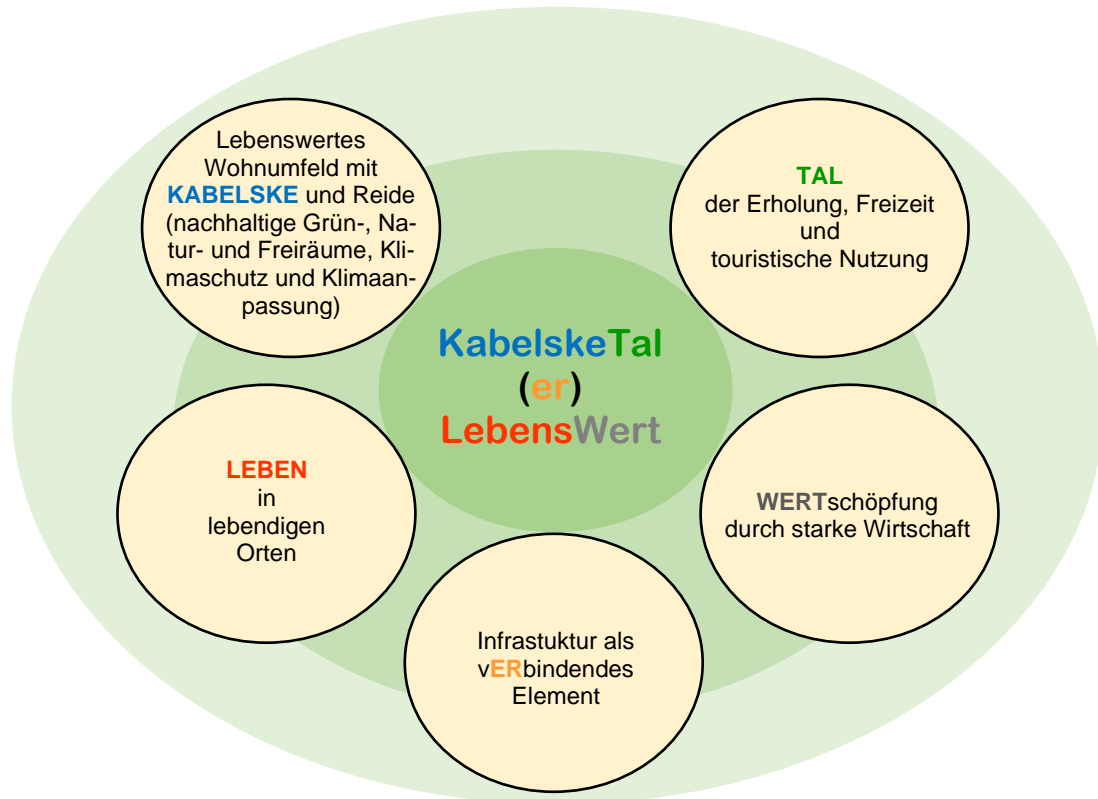 Lebenswertes
Wohnumfeld mit
KABELSKE und Reide
(nachhaltige Grün-, Na-
tur- und Freiräume, Kli-
maschutz und Klimaan-
passung)
TAL
der Erholung, Freizeit
und
touristische Nutzung
KabelskeTal
(er)
LebensWert
LEBEN
in
lebendigen
Orten
WERTschöpfung
durch starke Wirtschaft
Infrastuktur als
vERbindendes
Element